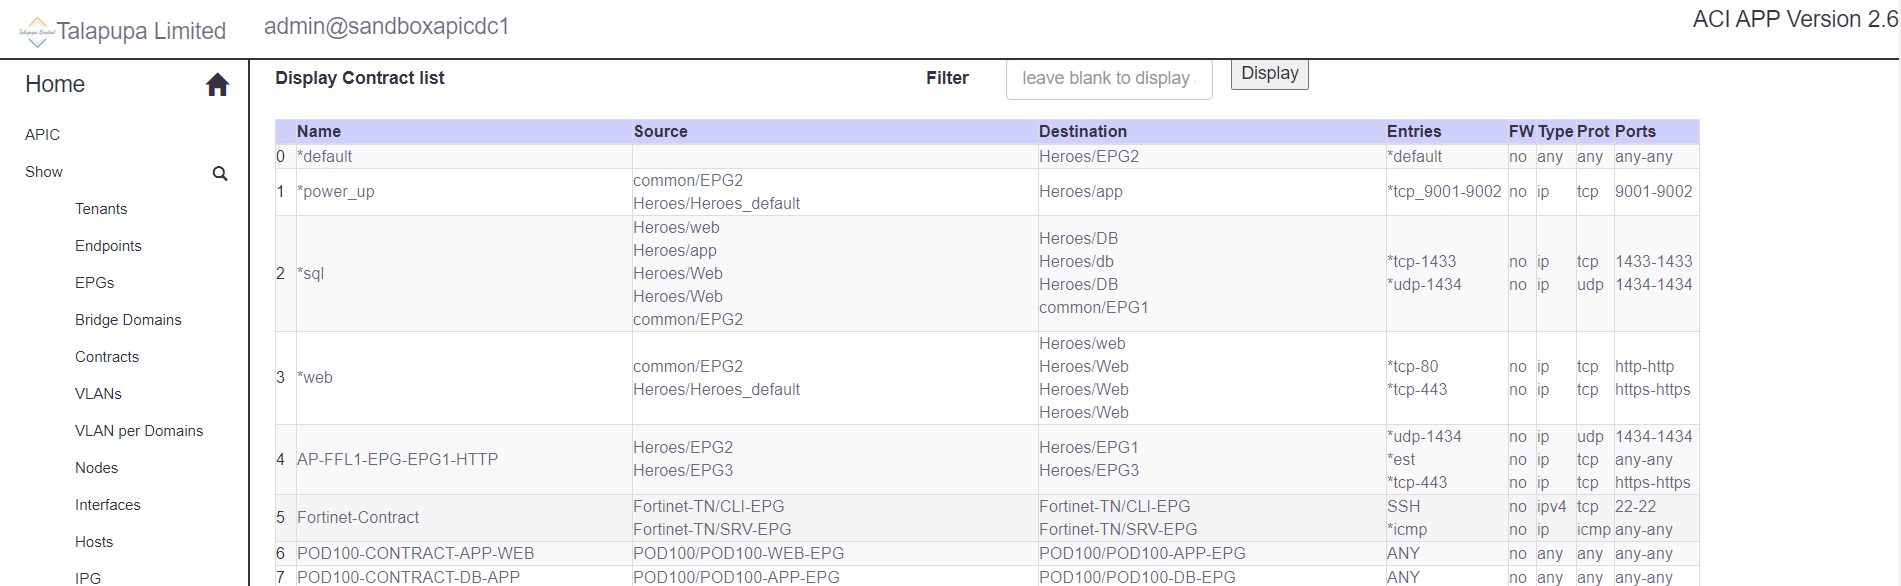 Talapupa Limited
admin@sandboxapicdc1
ACI APP Version 2.6
Home
APIC
Show
Tenants
Endpoints
EPGs
Bridge Domains
Contracts
VLANs
VLAN per Domains
Nodes
Interfaces
Hosts
IPG
Display Contract list
Filter
leave blank to display
Display
Name Source Destination Entries FW Type Prot Ports
0 *default Heroes/EPG2 *default no any any any-any
1 *power_up
common/EPG2
Heroes/Heroes_default
Heroes/app
*tcp_9001-9002 no ip tcp 9001-9002
2 *sql
Heroes/web
Heroes/app
Heroes/Web
Heroes/Web
common/EPG2
Heroes/DB
Heroes/db
Heroes/DB
common/EPG1
*tcp-1433 no ip tcp 1433-1433
*udp-1434 no ip udp 1434-1434
3 *web
common/EPG2
Heroes/Heroes_default
Heroes/web
Heroes/Web
Heroes/Web
Heroes/Web
*tcp-80 no ip tcp http-http
*tcp-443 no ip tcp https-https
4 AP-FFL1-EPG-EPG1-HTTP
Heroes/EPG2
Heroes/EPG3
Heroes/EPG1
Heroes/EPG3
*udp-1434 no ip udp 1434-1434
*est no ip tcp any-any
*tcp-443 no ip tcp https-https
5 Fortinet-Contract
Fortinet-TN/CLI-EPG
Fortinet-TN/SRV-EPG
Fortinet-TN/CLI-EPG
Fortinet-TN/SRV-EPG
SSH no ipv4 tcp 22-22
*icmp no ip icmp any-any
6 POD100-CONTRACT-APP-WEB POD100/POD100-WEB-EPG POD100/POD100-APP-EPG ANY no any any any-any
7 POD100-CONTRACT-DB-APP POD100/POD100-APP-EPG POD100/POD100-DB-EPG ANY no any any any-any